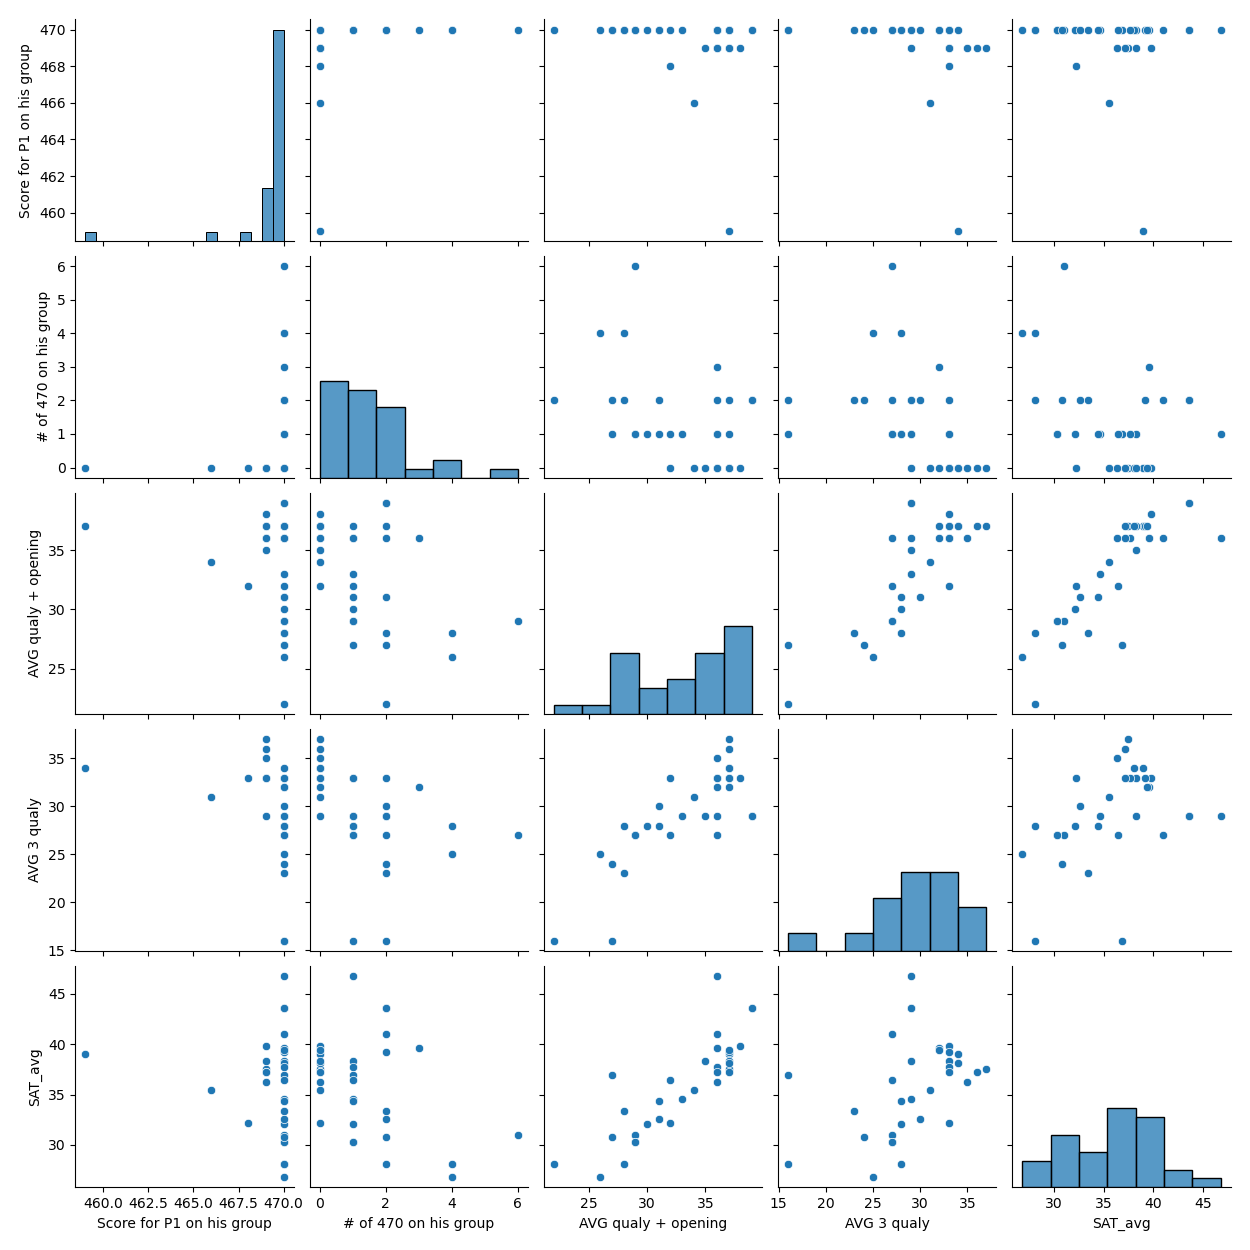 470
468
466
464
462
460
Score for P1 on his group
6
5
4
3
2
1
0
# of 470 on his group
35
30
25
AVG qualy + opening
35
30
25
20
15
AVG 3 qualy
45
40
35
30
SAT_avg
460.0 462.5 465.0 467.5 470.0
0 2 4 6
30 35
15 20 25 30 35
30 35 40 45
Score for P1 on his group
# of 470 on his group
AVG qualy + opening
AVG 3 qualy
SAT_avg